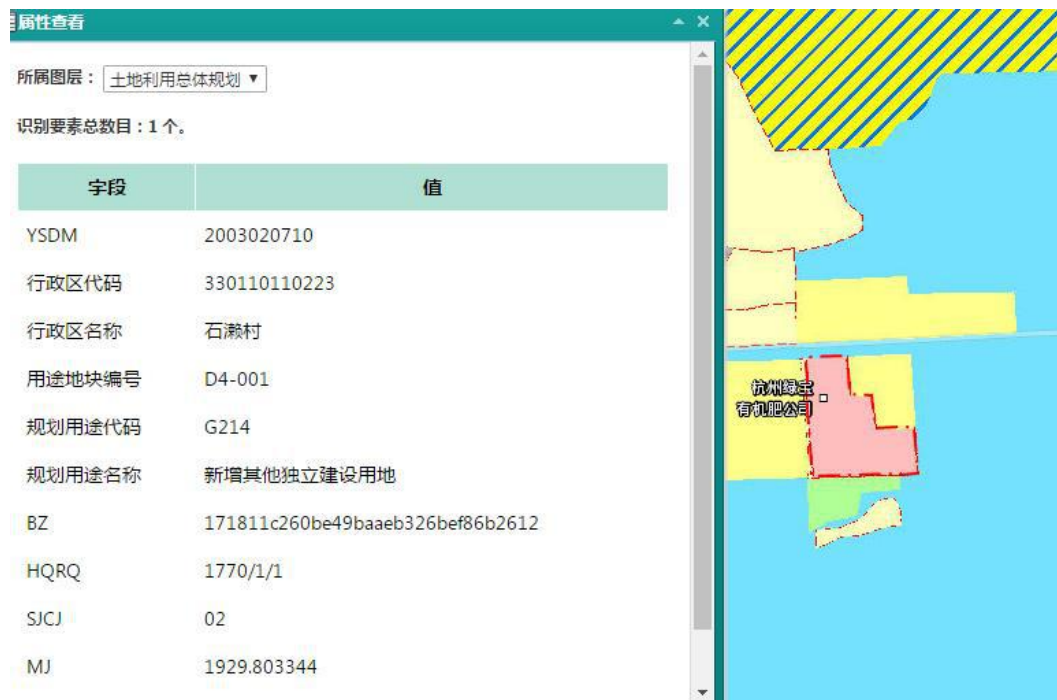 属性查看
所属图层： 土地利用总体规划
识别要素总数目：1 个。
字段 值
YSDM 2003020710
行政区代码 330110110223
行政区名称 石濑村
用途地块编号 D4-001
规划用途代码 G214
规划用途名称 新增其他独立建设用地
BZ 171811c260be49baaeb326bef86b2612
HQRQ 1770/1/1
SJCJ 02
MJ 1929.803344
杭州绿宝
有机肥公司